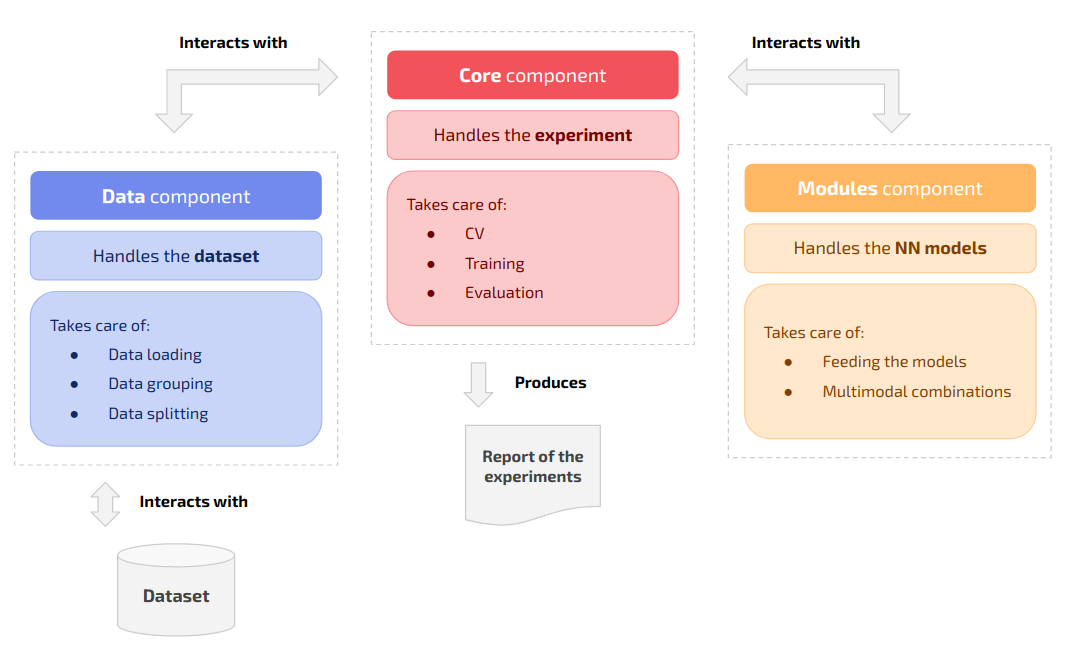 Interacts with
Interacts with
Core component
Handles the experiment
Takes care of:
● CV
● Training
● Evaluation
Data component
Handles the dataset
Takes care of:
● Data loading
● Data grouping
● Data splitting
Modules component
Handles the NN models
Takes care of:
● Feeding the models
● Multimodal combinations
Produces
Report of the
experiments
Interacts with
Dataset